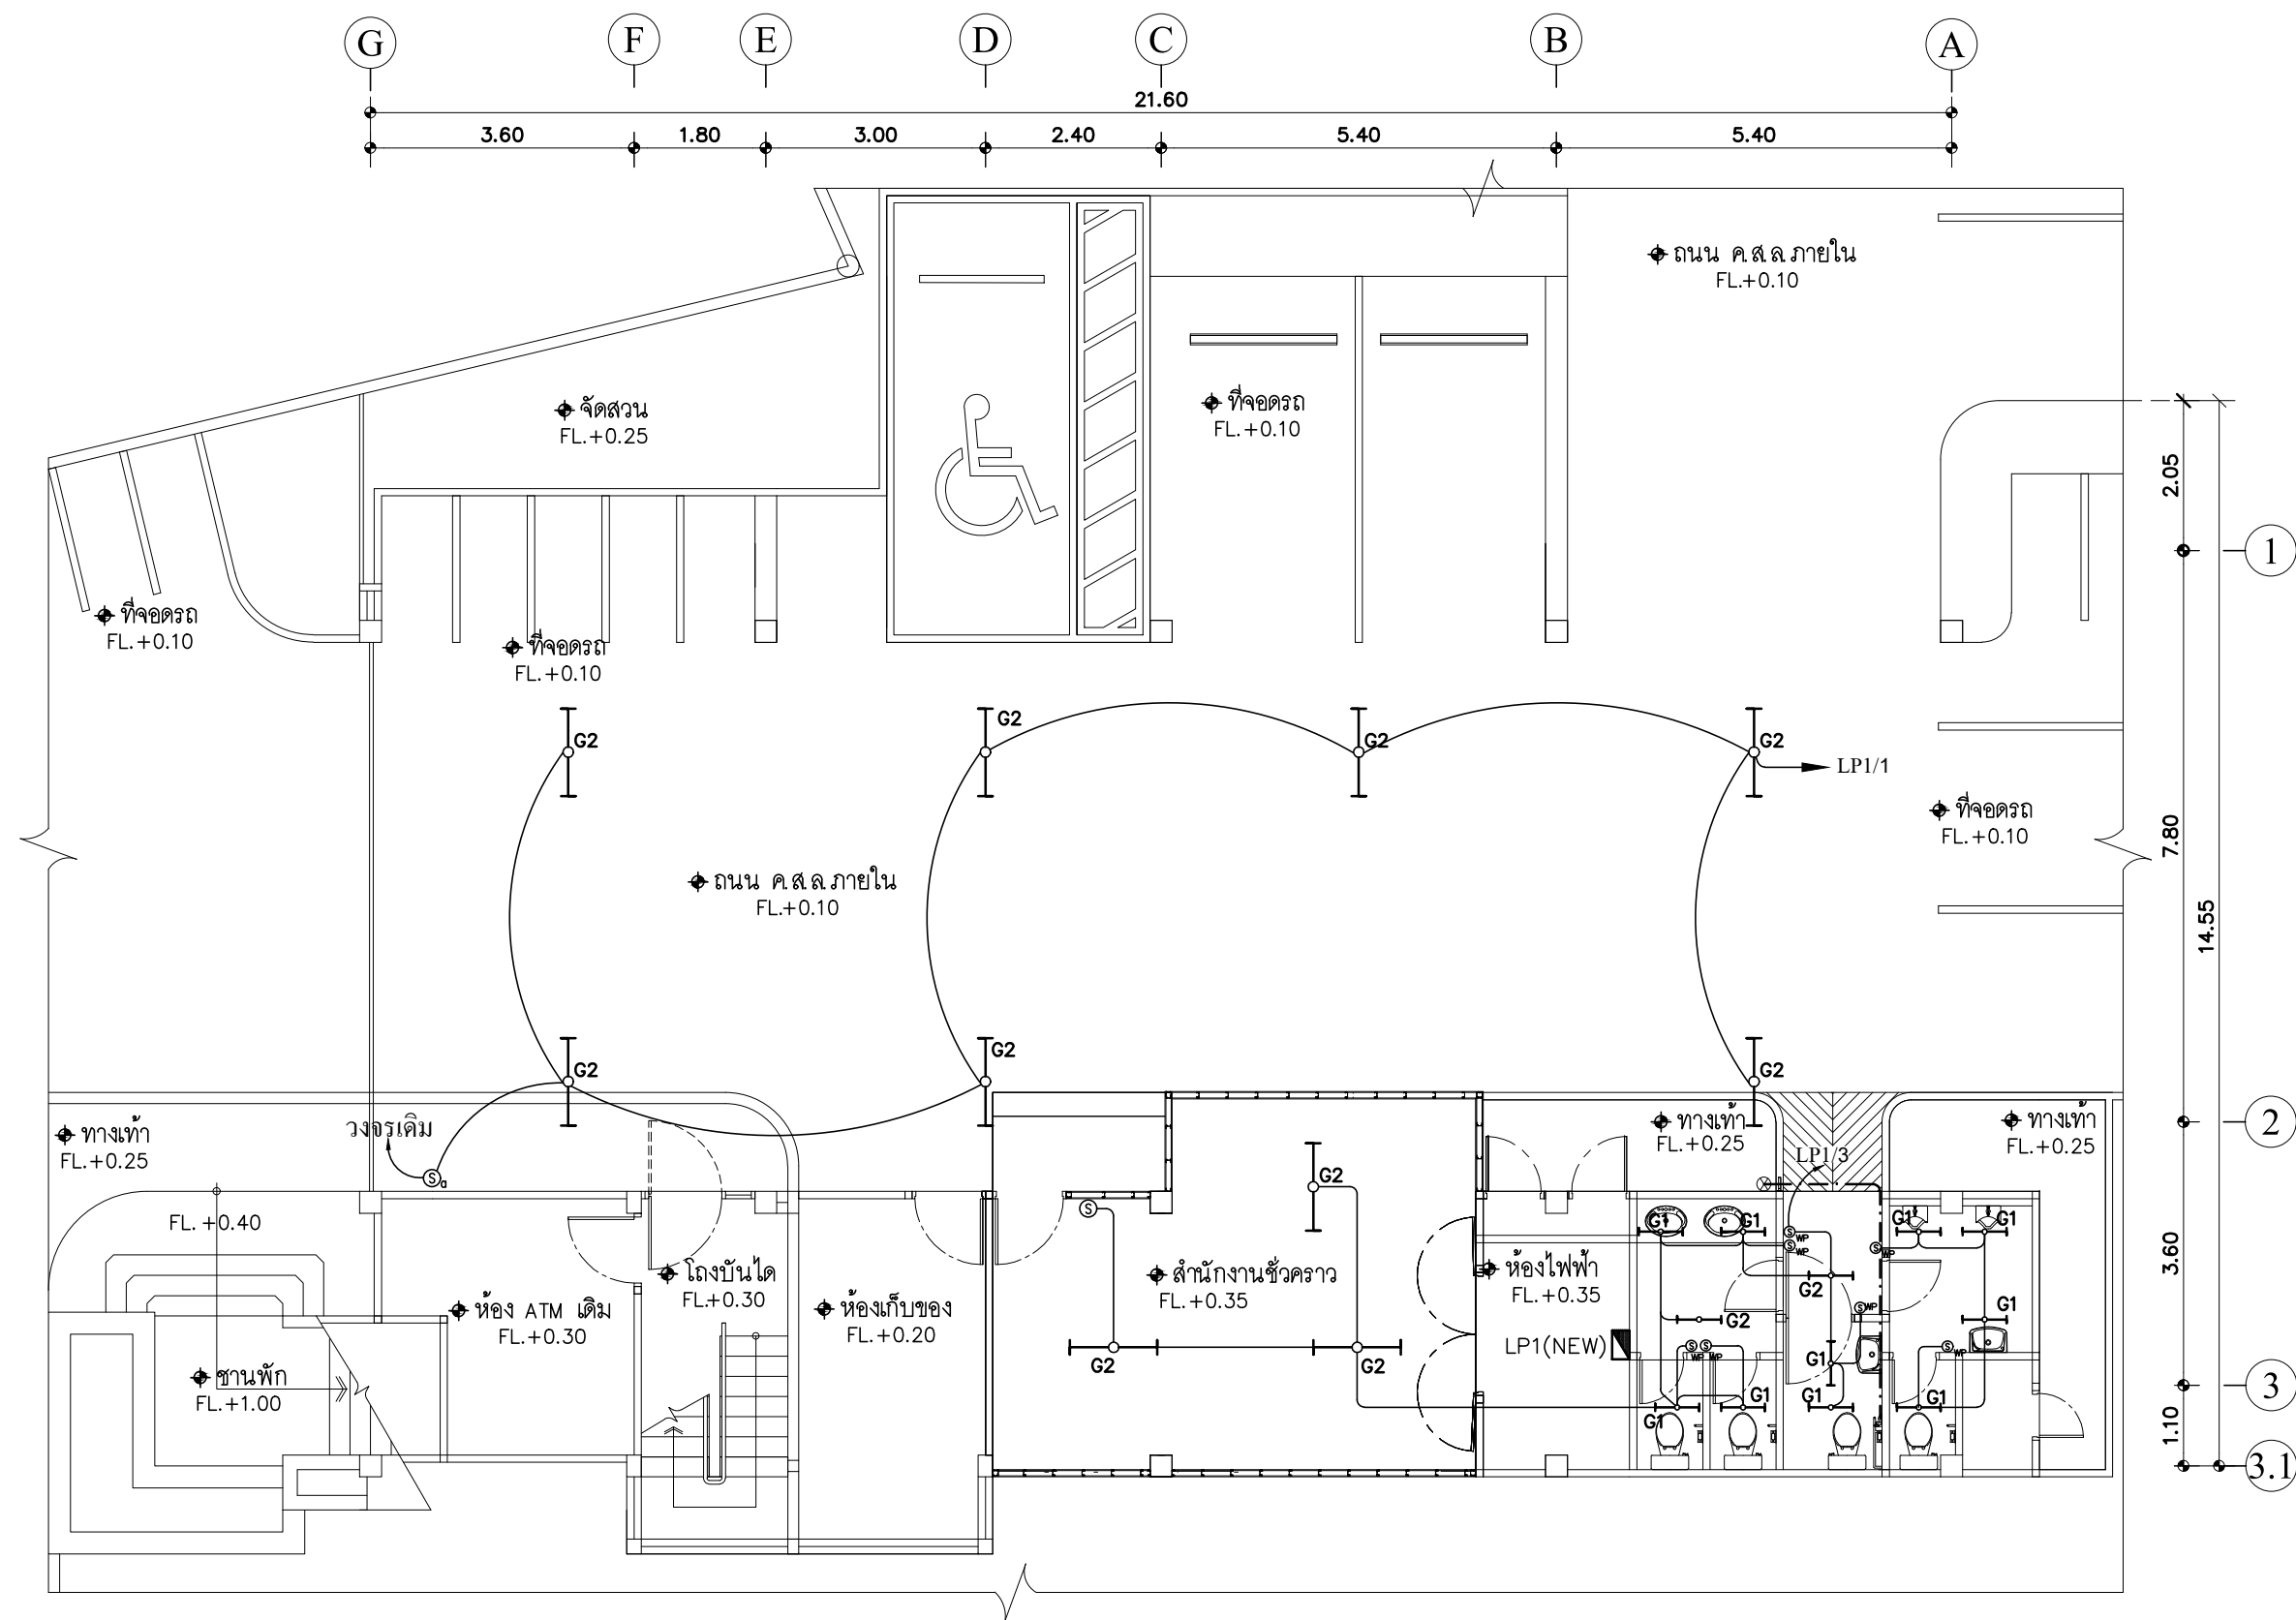 G F E D C B A
21.60
3.60 1.80 3.00 2.40 5.40 5.40
ถนน ค.ส.ล.ภายใน
FL.+0.10
จัดสวน
FL.+0.25
ที่จอดรถ
FL.+0.10
2.05
1
ที่จอดรถ
FL.+0.10
ที่จอดรถ
FL.+0.10
G2 G2 G2 G2
LP1/1
ที่จอดรถ
FL.+0.10
7.80
14.55
ถนน ค.ส.ล.ภายใน
FL.+0.10
G2 G2 G2
ทางเท้า
FL.+0.25
วงจรเดิม
S a
ทางเท้า
FL.+0.25
ทางเท้า
FL.+0.25
2
LP1/3
G2
FL. +0.40
S
G1 G1 G1 G1
S WP
S WP
S WP
โถงบันได
FL.+0.30
สำนักงานชั่วคราว
FL.+0.35
ห้องไฟฟ้า
FL.+0.35
3.60
ห้อง ATM เดิม
FL.+0.30
ห้องเก็บของ
FL.+0.20
G2
G2
S WP
G1
LP1(NEW)
S S WP WP
S WP
G2 G2
G1
ชานพัก
FL.+1.00
3
G1 G1 G1 G1
1.10
3.1